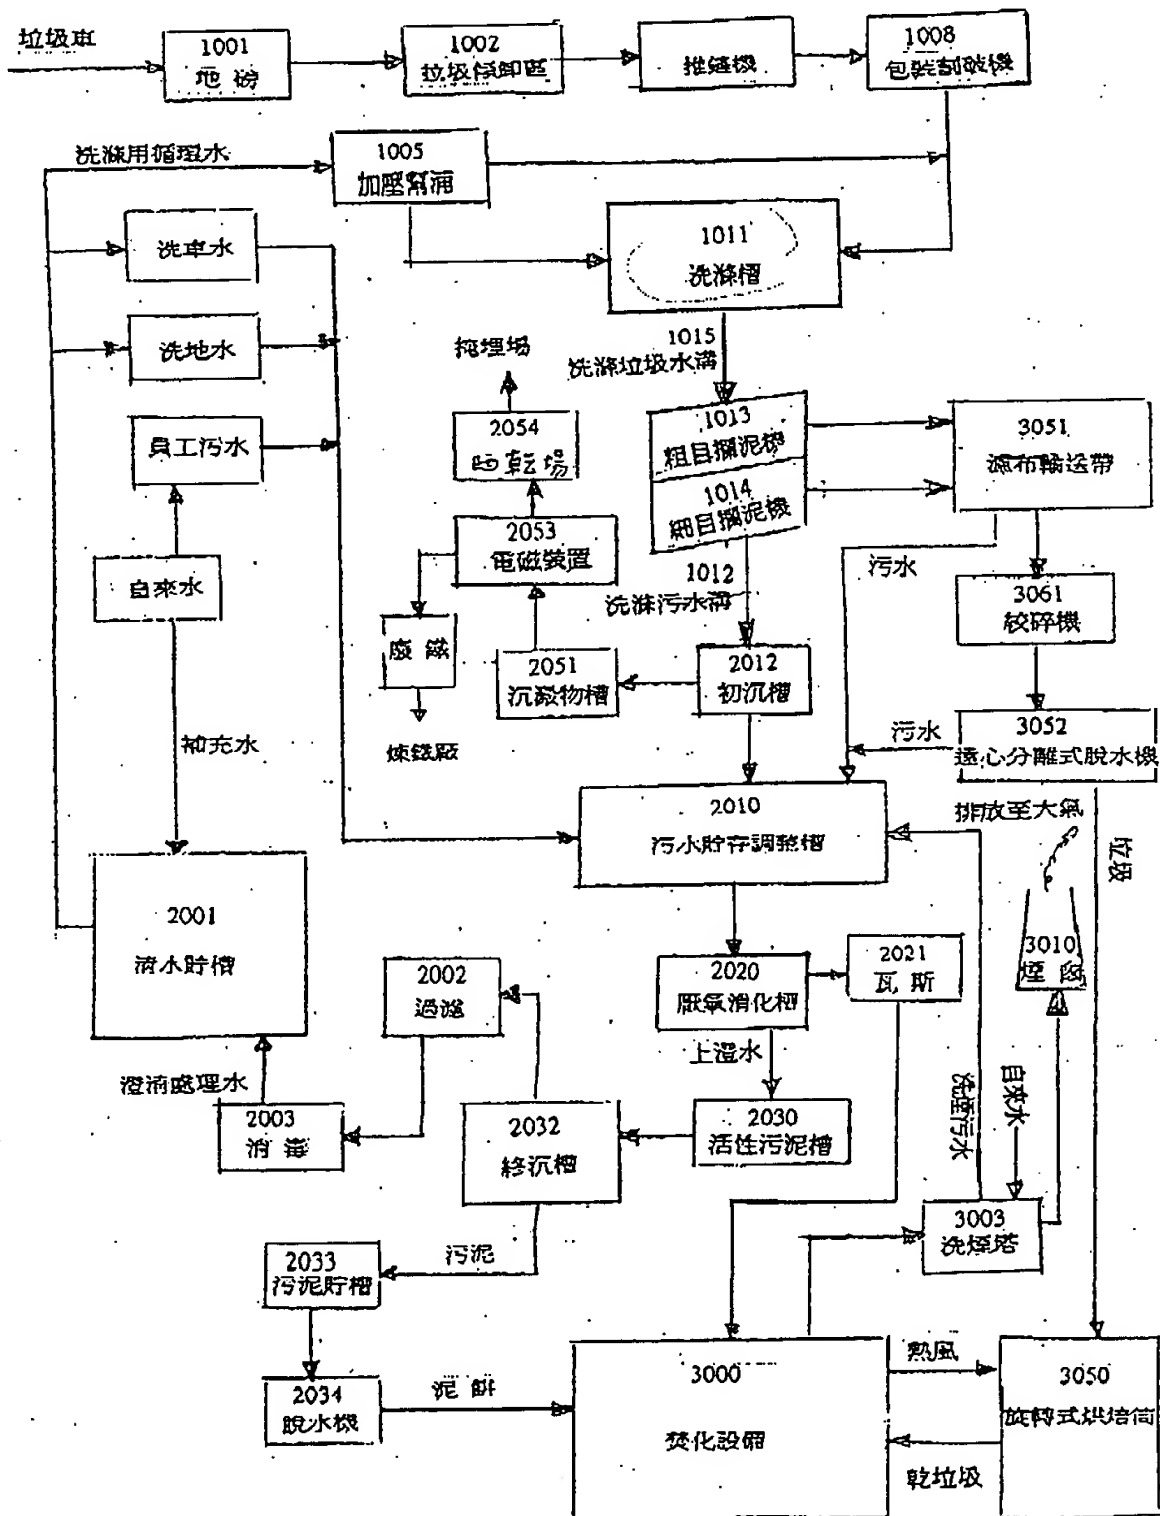 垃圾車
1001
地磅
1002
垃圾傾卸區
推縫機
1008
包裝割破機
洗滌用循環水
1005
加壓幫浦
洗車水
1011
洗滌槽
洗地水
掩埋場
1015
洗滌垃圾水溝
員工污水
2054
晒乾場
1013
粗目攔泥機
1014
細目攔泥機
3051
濾布輸送帶
2053
電磁裝置
自來水
1012
洗滌污水溝
污水
3061
絞碎機
廢鐵
2051
沉澱物槽
2012
初沉槽
補充水
煉鐵廠
污水
3052
遠心分離式脫水機
2010
污水貯存調整槽
排放至大氣
垃圾
2001
清水貯槽
2002
過濾
2020
厭氧消化槽
2021
瓦斯
3010
煙囪
上澄水
澄清處理水
2003
消毒
2032
終沉槽
2030
活性污泥槽
洗煙污水
自來水
3003
洗煙塔
污泥
2033
污泥貯槽
2034
脫水機
泥餅
3000
焚化設備
熱風
乾垃圾
3050
旋轉式烘焙筒